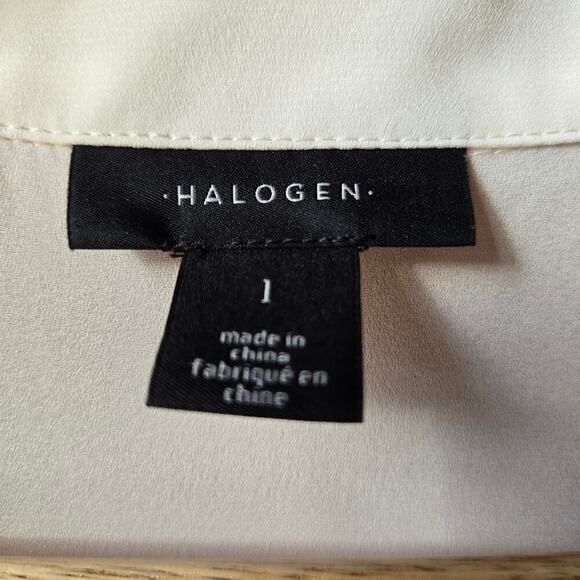 ·HALOGEN·
1
made in
china
fabriqué en
chine